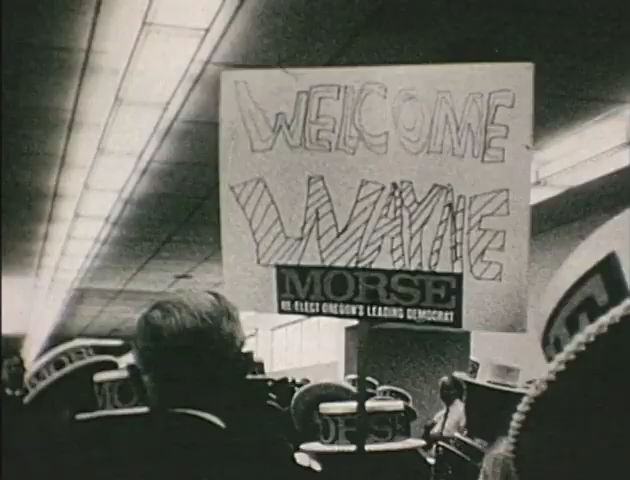 WELCOME
WAYNE
MORSE
RE-ELECT OREGON'S LEADING DEMOCRAT